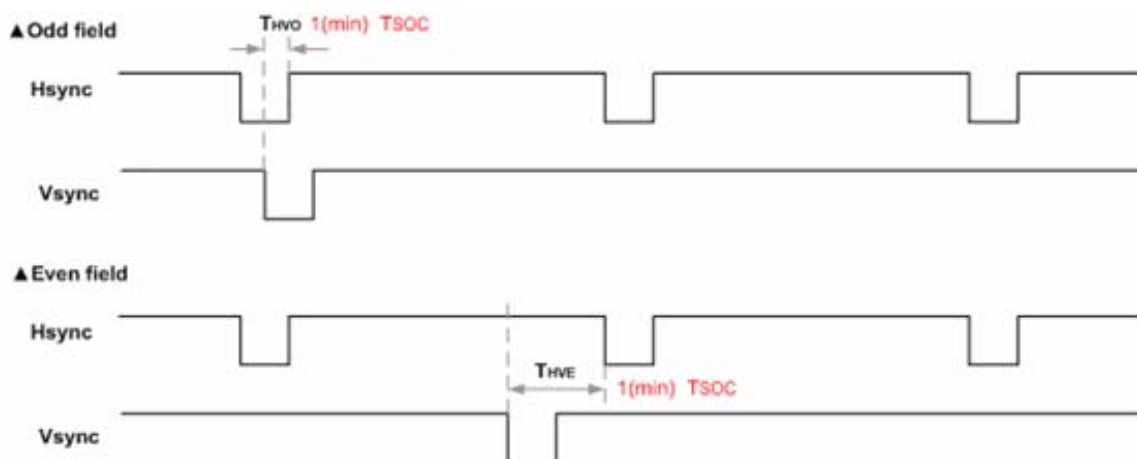 ▲Odd field
THVO 1(min) TSOC
Hsync
Vsync
▲Even field
Hsync
THVE
1(min) TSOC
Vsync